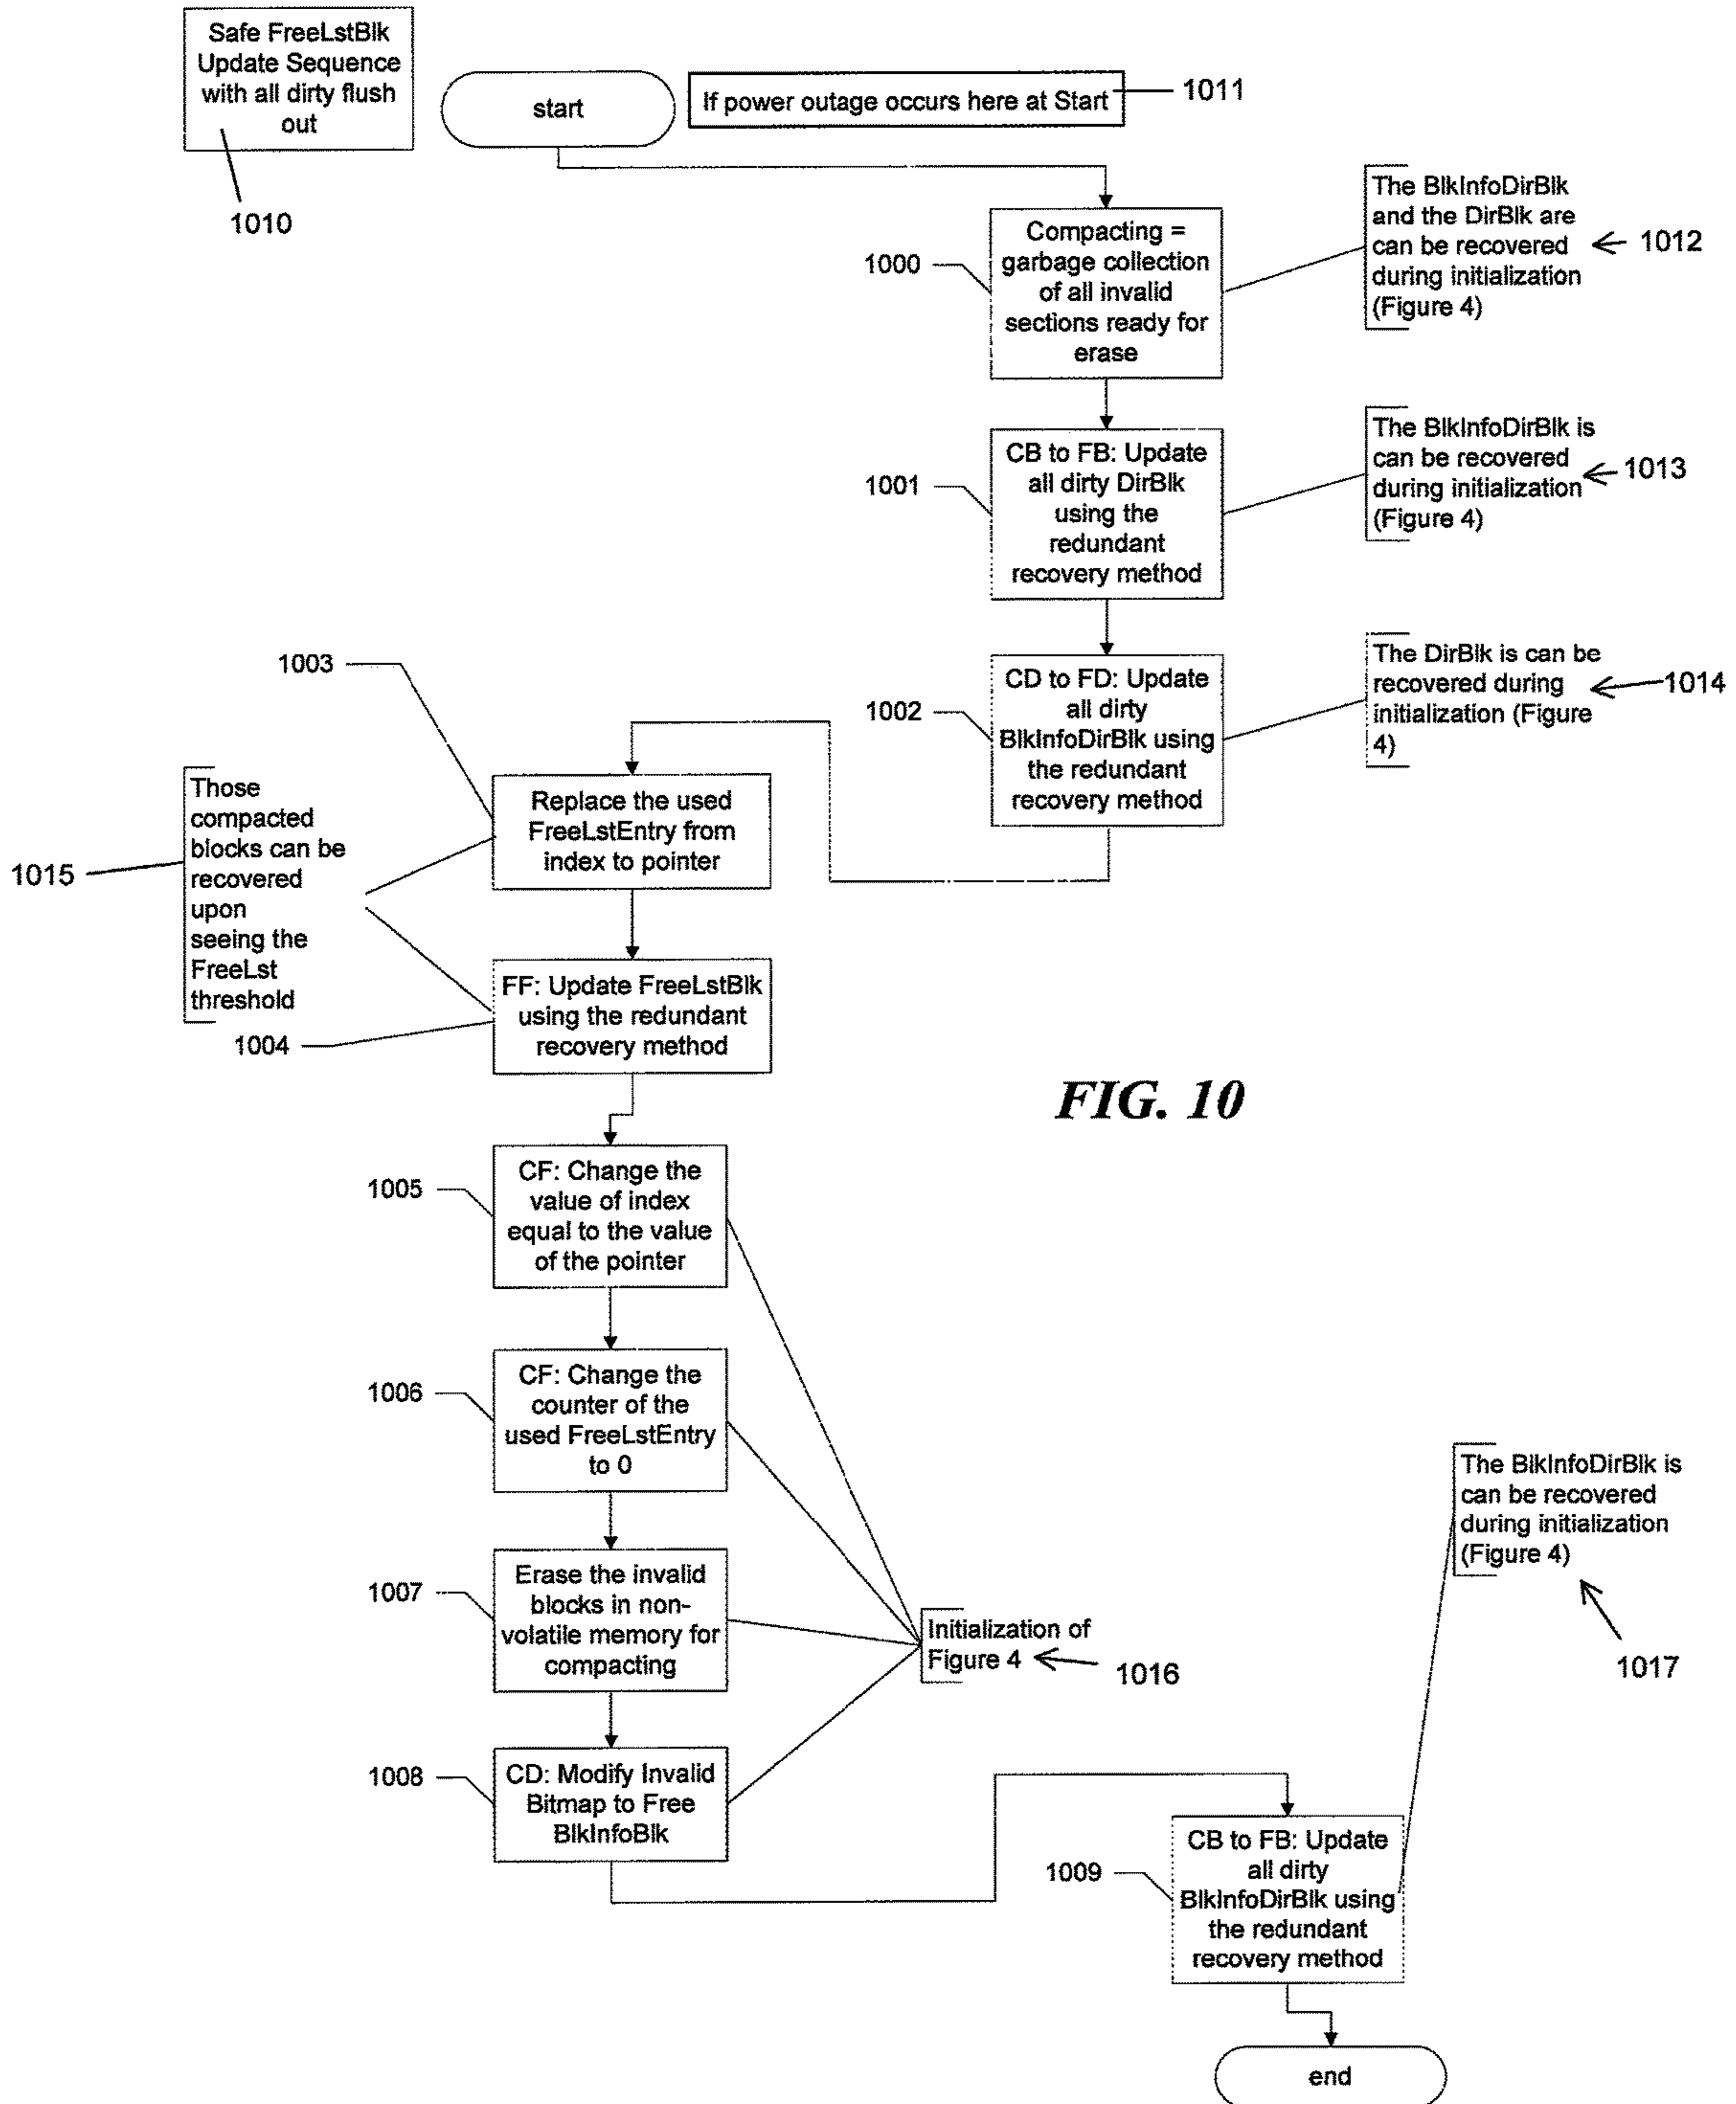 Safe FreeLstBlk
Update Sequence
with all dirty flush
out
1010
start
If power outage occurs here at Start
1011
Compacting =
garbage collection
of all invalid
sections ready for
erase
1000
The BlkInfoDirBlk
and the DirBlk are
can be recovered
during initialization
(Figure 4)
1012
CB to FB: Update
all dirty DirBlk
using the
redundant
recovery method
1001
The BlkInfoDirBlk is
can be recovered
during initialization
(Figure 4)
1013
CD to FD: Update
all dirty
BlkInfoDirBlk using
the redundant
recovery method
1002
The DirBlk is can be
recovered during
initialization (Figure
4)
1014
1003
Replace the used
FreeLstEntry from
index to pointer
Those
compacted
blocks can be
recovered
upon
seeing the
FreeLst
threshold
1015
FF: Update FreeLstBlk
using the redundant
recovery method
1004
FIG. 10
CF: Change the
value of index
equal to the value
of the pointer
1005
CF: Change the
counter of the
used FreeLstEntry
to 0
1006
Erase the invalid
blocks in non-
volatile memory for
compacting
1007
Initialization of
Figure 4
1016
CD: Modify Invalid
Bitmap to Free
BlkInfoBlk
1008
The BlkInfoDirBlk is
can be recovered
during initialization
(Figure 4)
1017
CB to FB: Update
all dirty
BlkInfoDirBlk using
the redundant
recovery method
1009
end